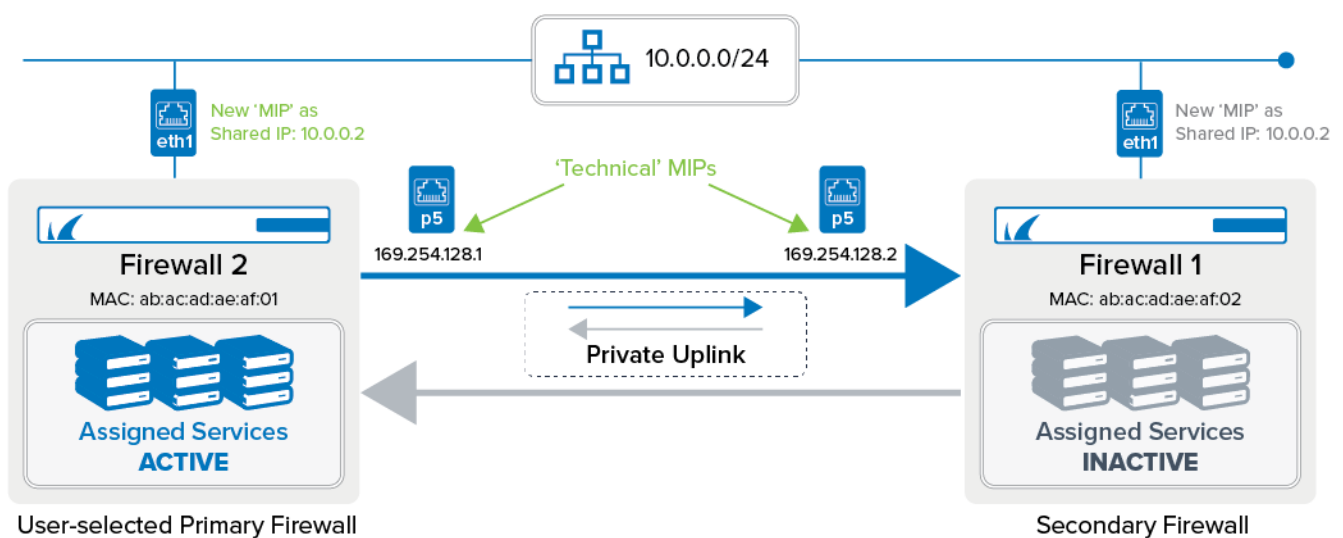 10.0.0.0/24
New ‘MIP’ as
Shared IP: 10.0.0.2
eth1
New ‘MIP’ as
Shared IP: 10.0.0.2
eth1
‘Technical’ MIPs
p5
p5
169.254.128.1
169.254.128.2
Firewall 2
MAC: ab:ac:ad:ae:af:01
Firewall 1
MAC: ab:ac:ad:ae:af:02
Private Uplink
Assigned Services
ACTIVE
Assigned Services
INACTIVE
User-selected Primary Firewall
Secondary Firewall